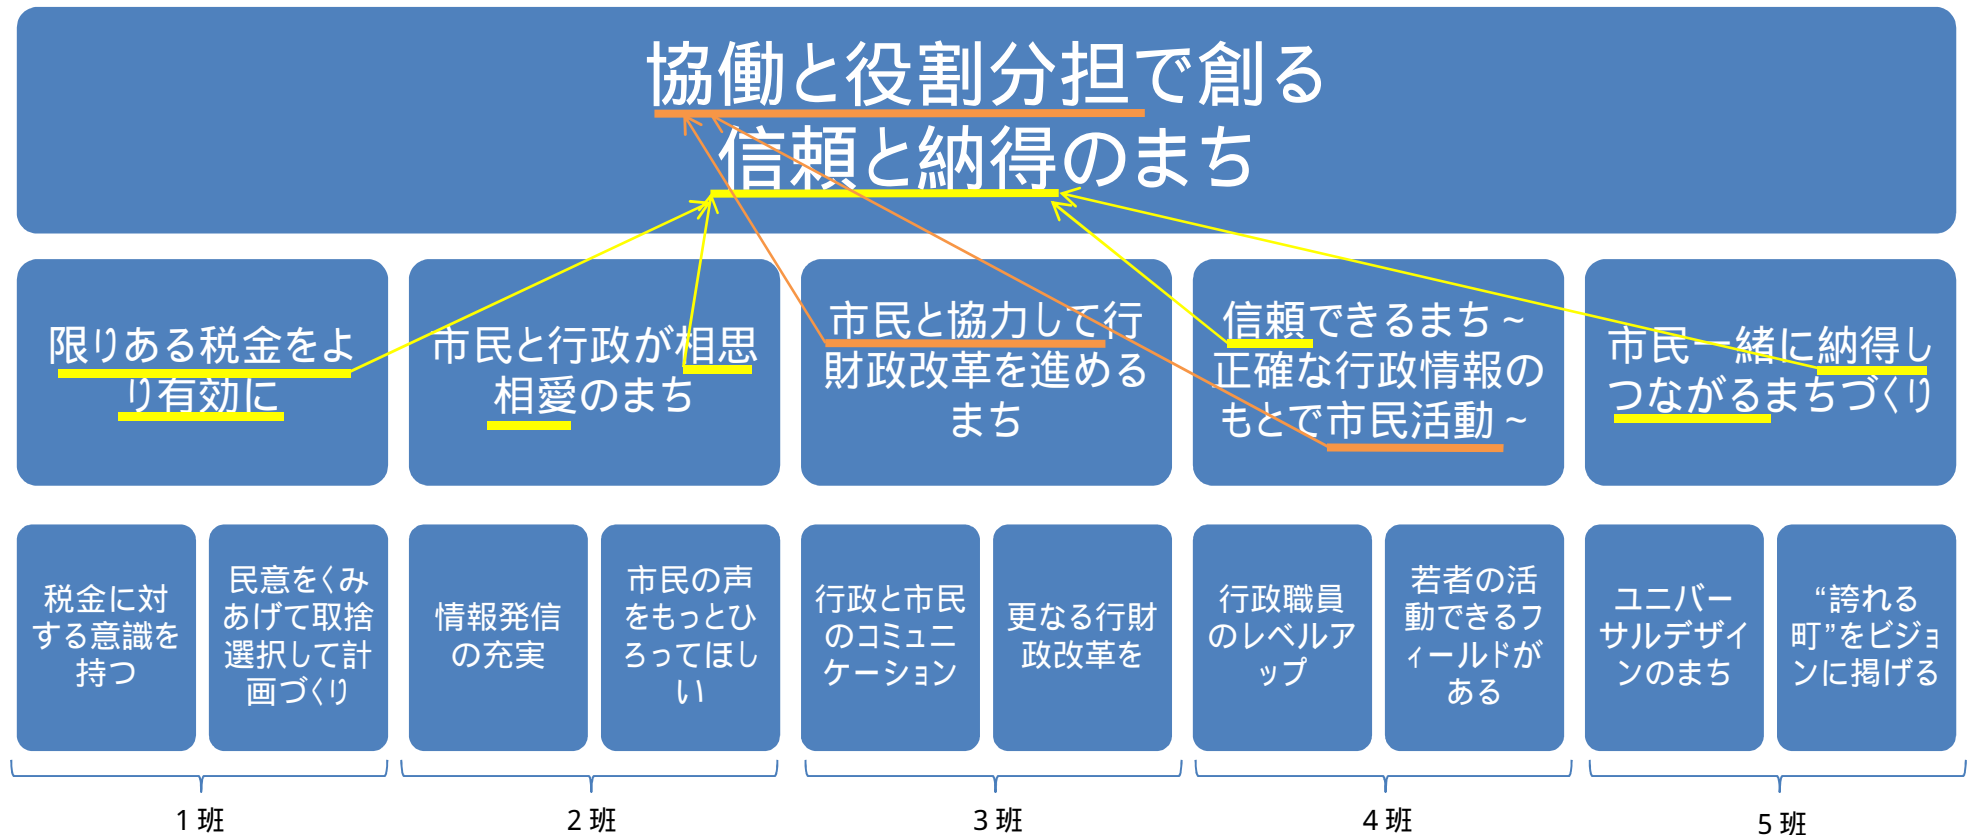 協働と役割分担で創る
信頼と納得のまち
限りある税金をよ
り有効に
市民と行政が相思
相愛のまち
市民と協力して行
財政改革を進める
まち
信頼できるまち~
正確な行政情報の
もとで市民活動~
市民一緒に納得し
つながるまちづくり
税金に対
する意識を
持つ
民意をくみ
あげて取捨
選択して計
画づくり
情報発信
の充実
市民の声
をもっとひ
ろってほし
い
行政と市民
のコミュニ
ケーション
更なる行財
政改革を
行政職員
のレベルア
ップ
若者の活
動できるフ
ィールドが
ある
ユニバー
サルデザイ
ンのまち
“誇れる
町”をビジョ
ンに掲げる
1班
2班
3班
4班
5班